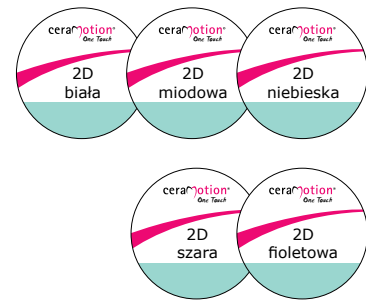 ceraMotion® ceraMotion® ceraMotion®
One Touch One Touch One Touch
2D 2D 2D
biała miodowa niebieska
ceraMotion® ceraMotion®
One Touch One Touch
2D 2D
szara fioletowa